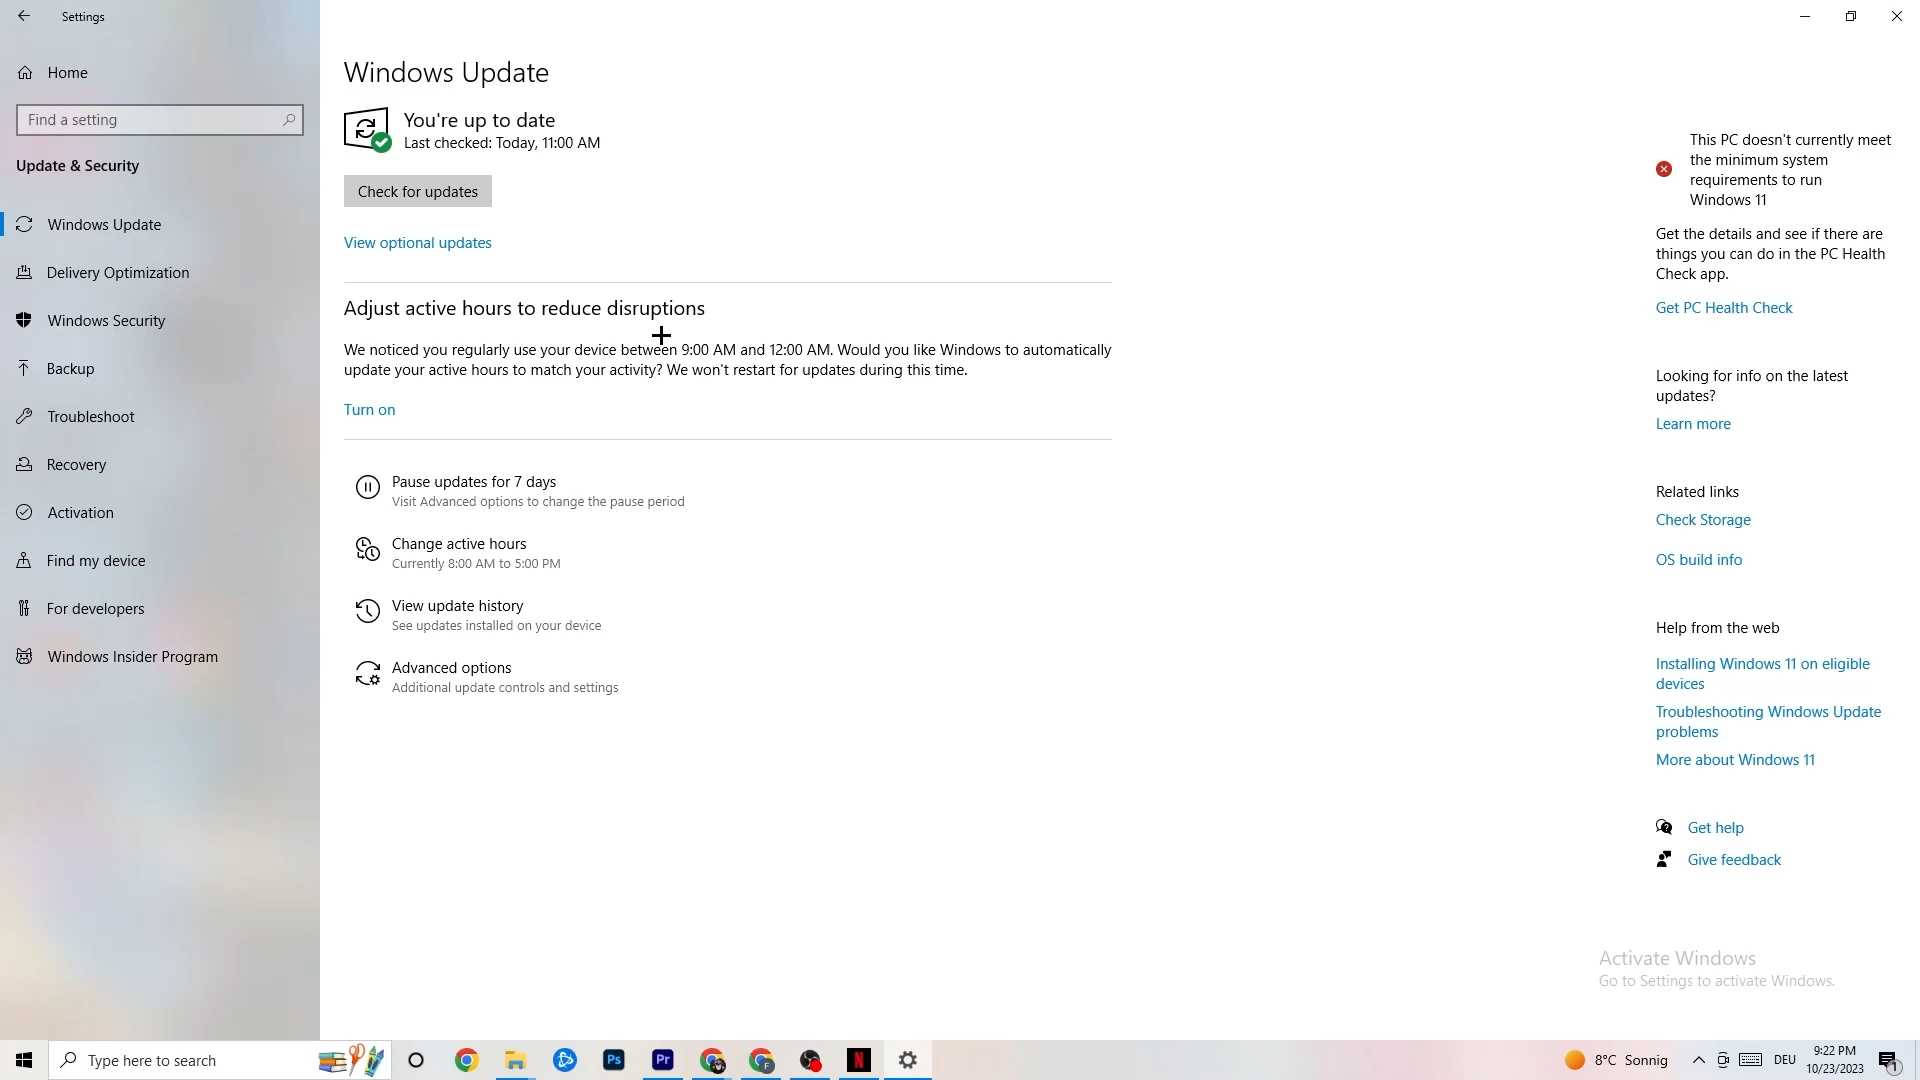 Settings
Home
Find a setting
Update & Security
Windows Update
Delivery Optimization
Windows Security
Backup
Troubleshoot
Recovery
Activation
Find my device
For developers
Windows Insider Program
Windows Update
You're up to date
Last checked: Today, 11:00 AM
Check for updates
View optional updates
Adjust active hours to reduce disruptions
We noticed you regularly use your device between 9:00 AM and 12:00 AM. Would you like Windows to automatically
update your active hours to match your activity? We won't restart for updates during this time.
Turn on
Pause updates for 7 days
Visit Advanced options to change the pause period
Change active hours
Currently 8:00 AM to 5:00 PM
View update history
See updates installed on your device
Advanced options
Additional update controls and settings
This PC doesn't currently meet
the minimum system
requirements to run
Windows 11
Get the details and see if there are
things you can do in the PC Health
Check app.
Get PC Health Check
Looking for info on the latest
updates?
Learn more
Related links
Check Storage
OS build info
Help from the web
Installing Windows 11 on eligible
devices
Troubleshooting Windows Update
problems
More about Windows 11
Get help
Give feedback
Activate Windows
Go to Settings to activate Windows.
Type here to search
Ps
Pr
F
N
8°C Sonnig
DEU
9:22 PM
10/23/2023
1